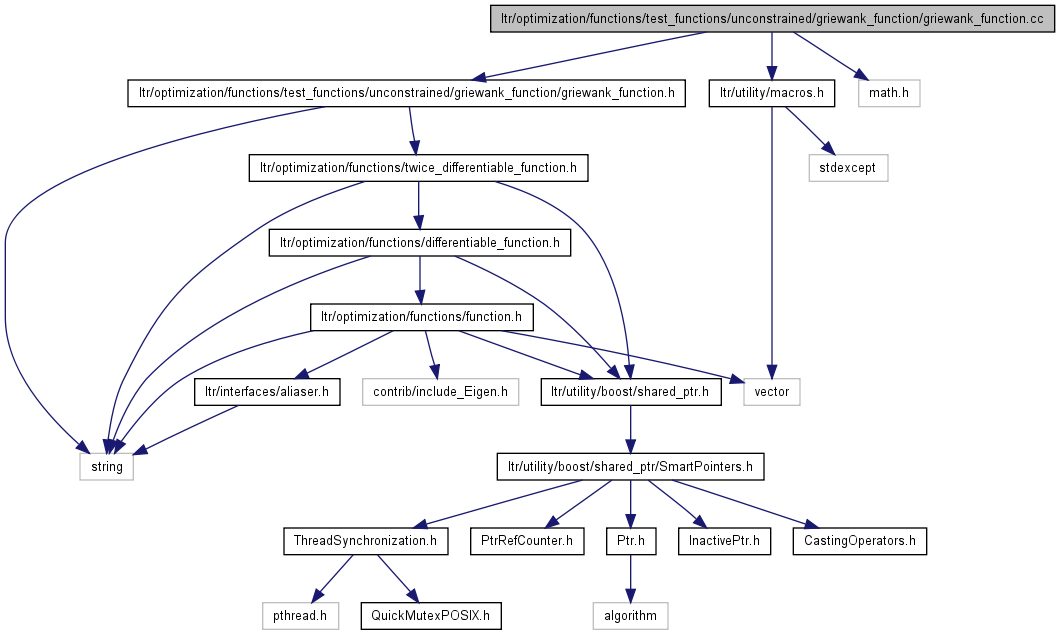 ltr/optimization/functions/test_functions/unconstrained/griewank_function/griewank_function.cc
ltr/optimization/functions/test_functions/unconstrained/griewank_function/griewank_function.h
ltr/utility/macros.h
math.h
ltr/optimization/functions/twice_differentiable_function.h
stdexcept
ltr/optimization/functions/differentiable_function.h
ltr/optimization/functions/function.h
ltr/interfaces/aliaser.h
contrib/include_Eigen.h
ltr/utility/boost/shared_ptr.h
vector
string
ltr/utility/boost/shared_ptr/SmartPointers.h
ThreadSynchronization.h
PtrRefCounter.h
Ptr.h
InactivePtr.h
CastingOperators.h
pthread.h
QuickMutexPOSIX.h
algorithm